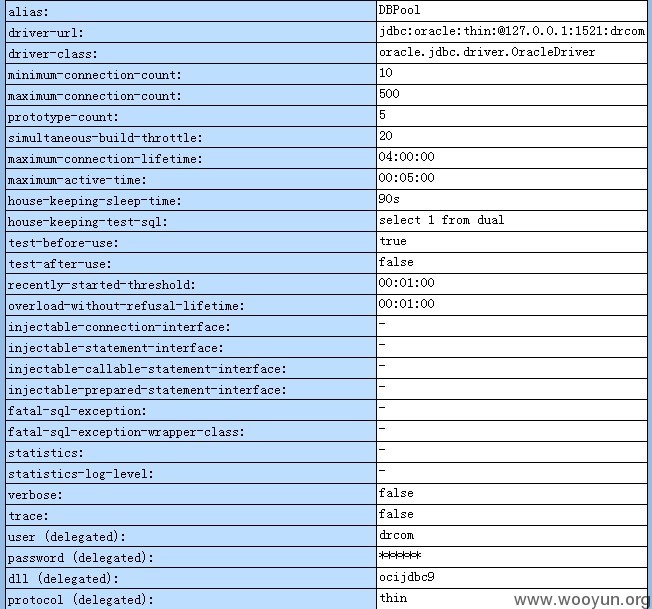 alias: DBPool
driver-url: jdbc:oracle:thin:@127.0.0.1:1521:drcom
driver-class: oracle.jdbc.driver.OracleDriver
minimum-connection-count: 10
maximum-connection-count: 500
prototype-count: 5
simultaneous-build-throttle: 20
maximum-connection-lifetime: 04:00:00
maximum-active-time: 00:05:00
house-keeping-sleep-time: 90s
house-keeping-test-sql: select 1 from dual
test-before-use: true
test-after-use: false
recently-started-threshold: 00:01:00
overload-without-refusal-lifetime: 00:01:00
injectable-connection-interface: -
injectable-statement-interface: -
injectable-callable-statement-interface: -
injectable-prepared-statement-interface: -
fatal-sql-exception: -
fatal-sql-exception-wrapper-class: -
statistics: -
statistics-log-level: -
verbose: false
trace: false
user (delegated): drcom
password (delegated): ******
dll (delegated): ocijdbc9
protocol (delegated): thin
www.wooyun.org